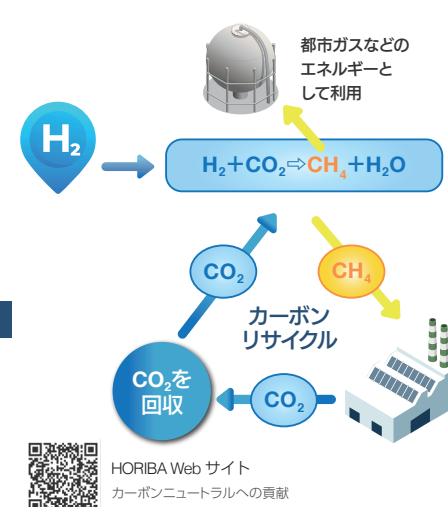 都市ガスなどの
エネルギーと
して利用
H₂
H₂+CO₂⇨CH₄+H₂O
CO₂
CH₄
カーボン
リサイクル
CO₂を
回収
CO₂
HORIBA Web サイト
カーボンニュートラルへの貢献